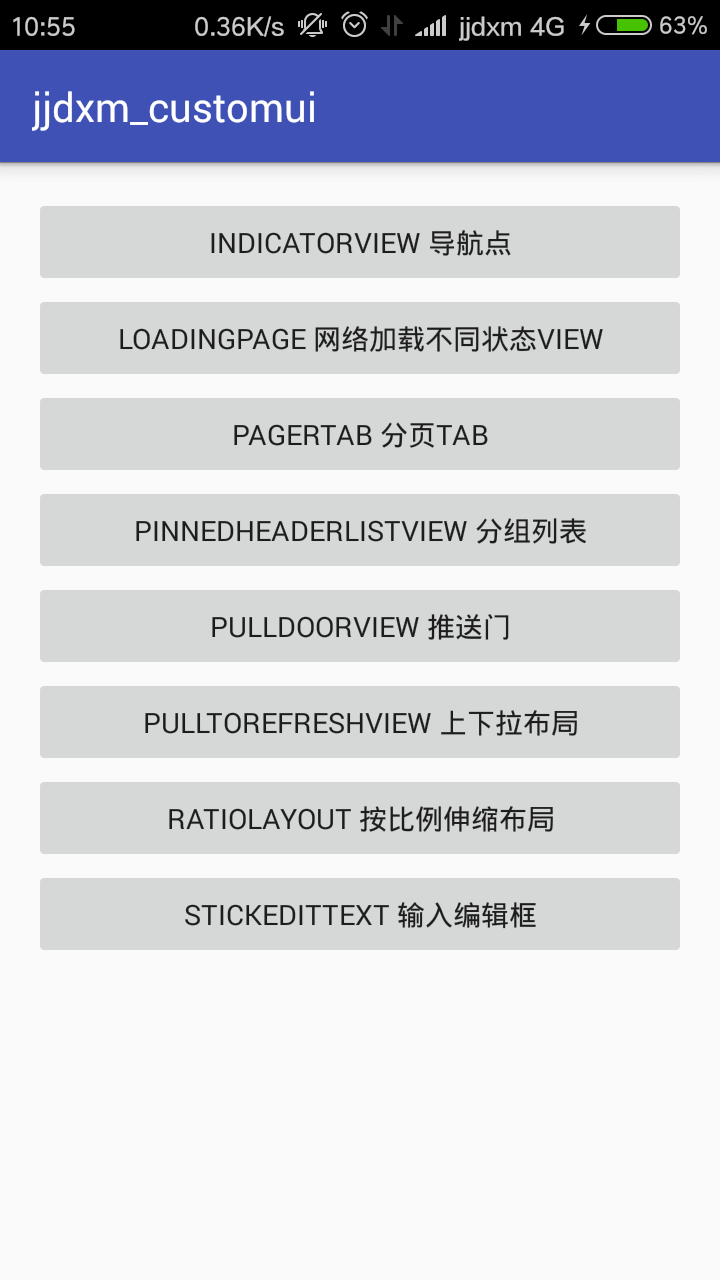 10:55 0.36K/s jjdxm 4G 63%
jjdxm_customui
INDICATORVIEW 导航点
LOADINGPAGE 网络加载不同状态VIEW
PAGERTAB 分页TAB
PINNEDHEADERLISTVIEW 分组列表
PULLDOORVIEW 推送门
PULLTOREFRESHVIEW 上下拉布局
RATIOLAYOUT 按比例伸缩布局
STICKEDITTEXT 输入编辑框